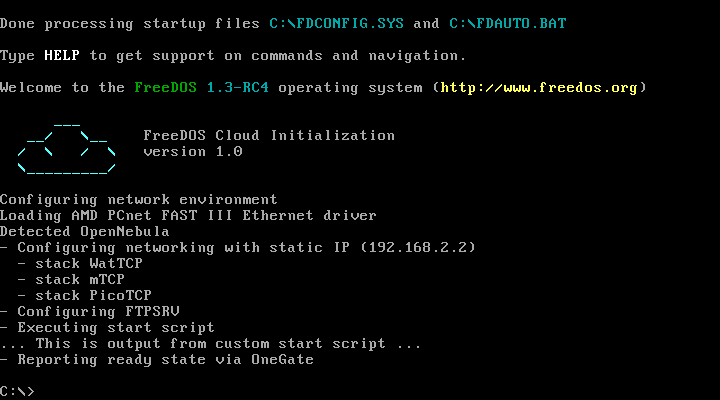 Done processing startup files C:\FDCONFIG.SYS and C:\FDAUTO.BAT
Type HELP to get support on commands and navigation.
Welcome to the FreeDOS 1.3-RC4 operating system (http://www.freedos.org)
FreeDOS Cloud Initialization
version 1.0
Configuring network environment
Loading AMD PCnet FAST III Ethernet driver
Detected OpenNebula
- Configuring networking with static IP (192.168.2.2)
  - stack WatTCP
  - stack mTCP
  - stack PicoTCP
- Configuring FTPSRV
- Executing start script
... This is output from custom start script ...
- Reporting ready state via OneGate
C:\>